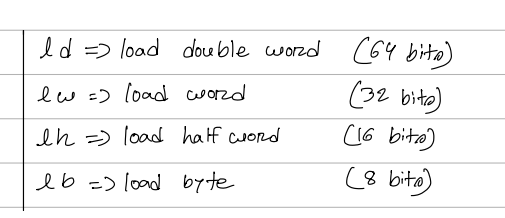 ld => load double word (64 bits)
lw => load word (32 bits)
lh => load half word (16 bits)
lb => load byte (8 bits)